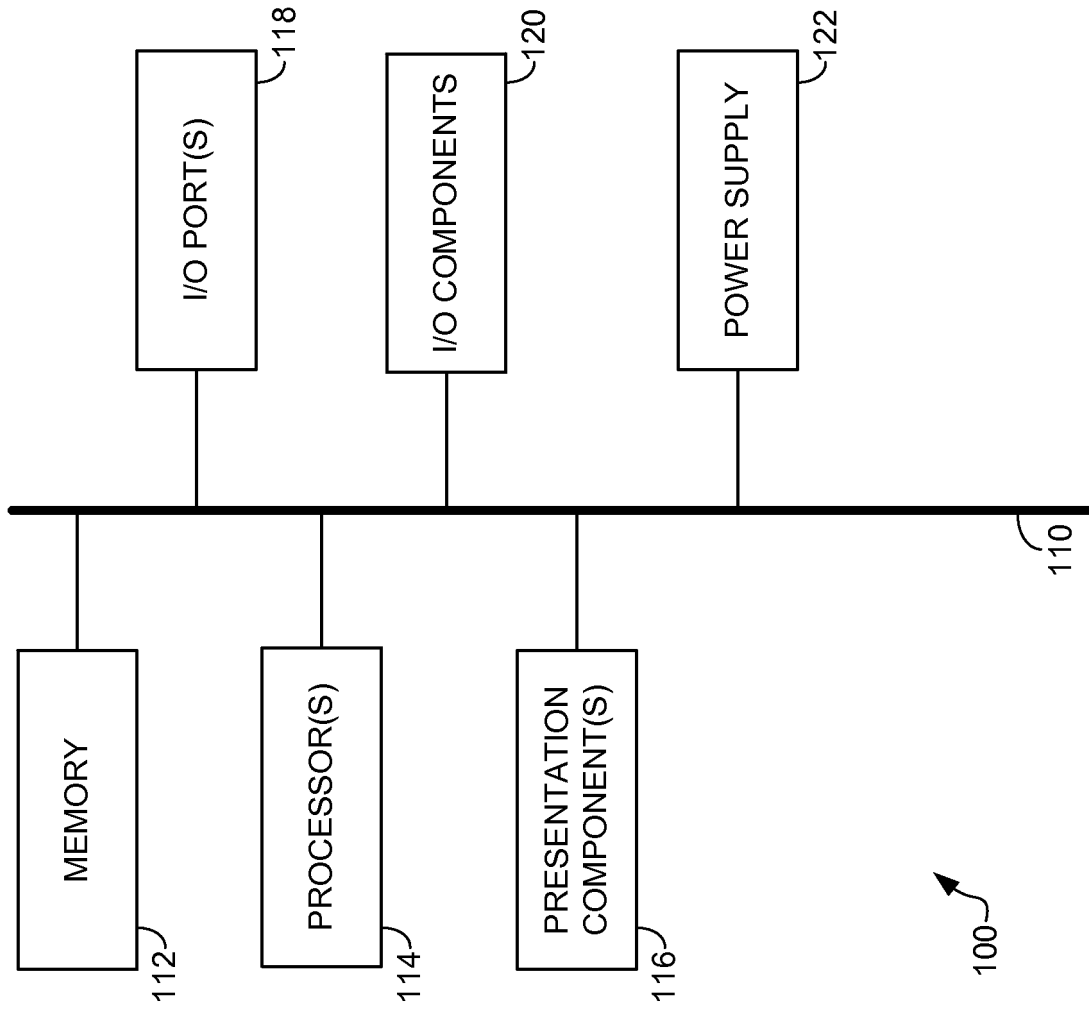 MEMORY
112
PROCESSOR(S)
114
PRESENTATION
COMPONENT(S)
116
I/O PORT(S)
118
I/O COMPONENTS
120
POWER SUPPLY
122
110
100